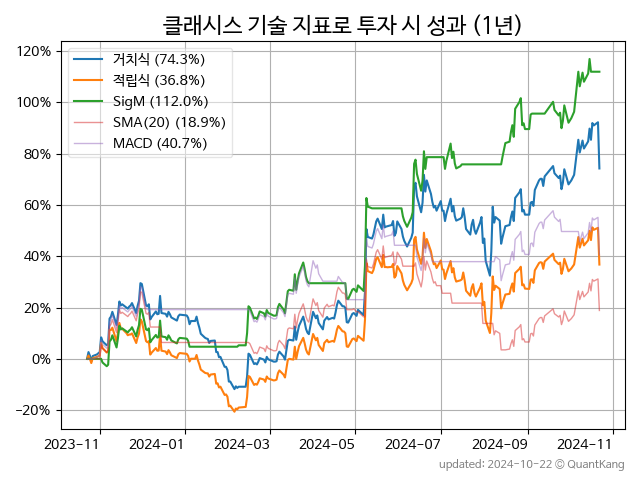 클래시스 기술 지표로 투자 시 성과 (1년)
120%
100%
80%
60%
40%
20%
0%
−20%
거치식 (74.3%)
적립식 (36.8%)
SigM (112.0%)
SMA(20) (18.9%)
MACD (40.7%)
2023-11
2024-01
2024-03
2024-05
2024-07
2024-09
2024-11
updated: 2024-10-22 © QuantKang